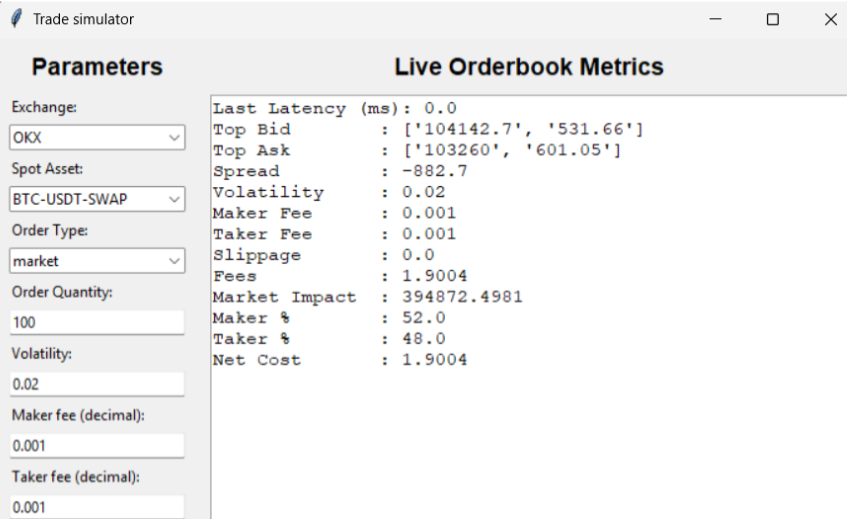 Trade simulator
Parameters
Exchange:
OKX
Spot Asset:
BTC-USDT-SWAP
Order Type:
market
Order Quantity:
100
Volatility:
0.02
Maker fee (decimal):
0.001
Taker fee (decimal):
0.001
Live Orderbook Metrics
Last Latency (ms): 0.0
Top Bid : ['104142.7', '531.66']
Top Ask : ['103260', '601.05']
Spread : -882.7
Volatility : 0.02
Maker Fee : 0.001
Taker Fee : 0.001
Slippage : 0.0
Fees : 1.9004
Market Impact : 394872.4981
Maker % : 52.0
Taker % : 48.0
Net Cost : 1.9004